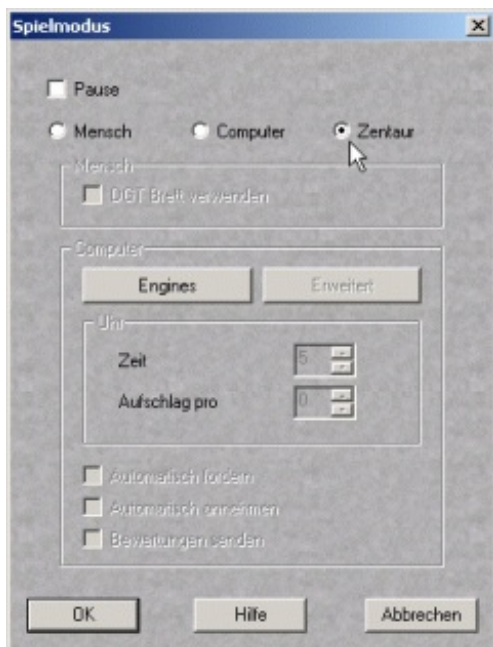 Spielmodus
Pause
Mensch Computer Zentaur
Mensch
DGT Brett verwenden
Computer
Engines Erweitert
Uhr
Zeit 5
Aufschlag pro 0
Automatisch fordern
Automatisch annehmen
Bewertungen senden
OK Hilfe Abbrechen